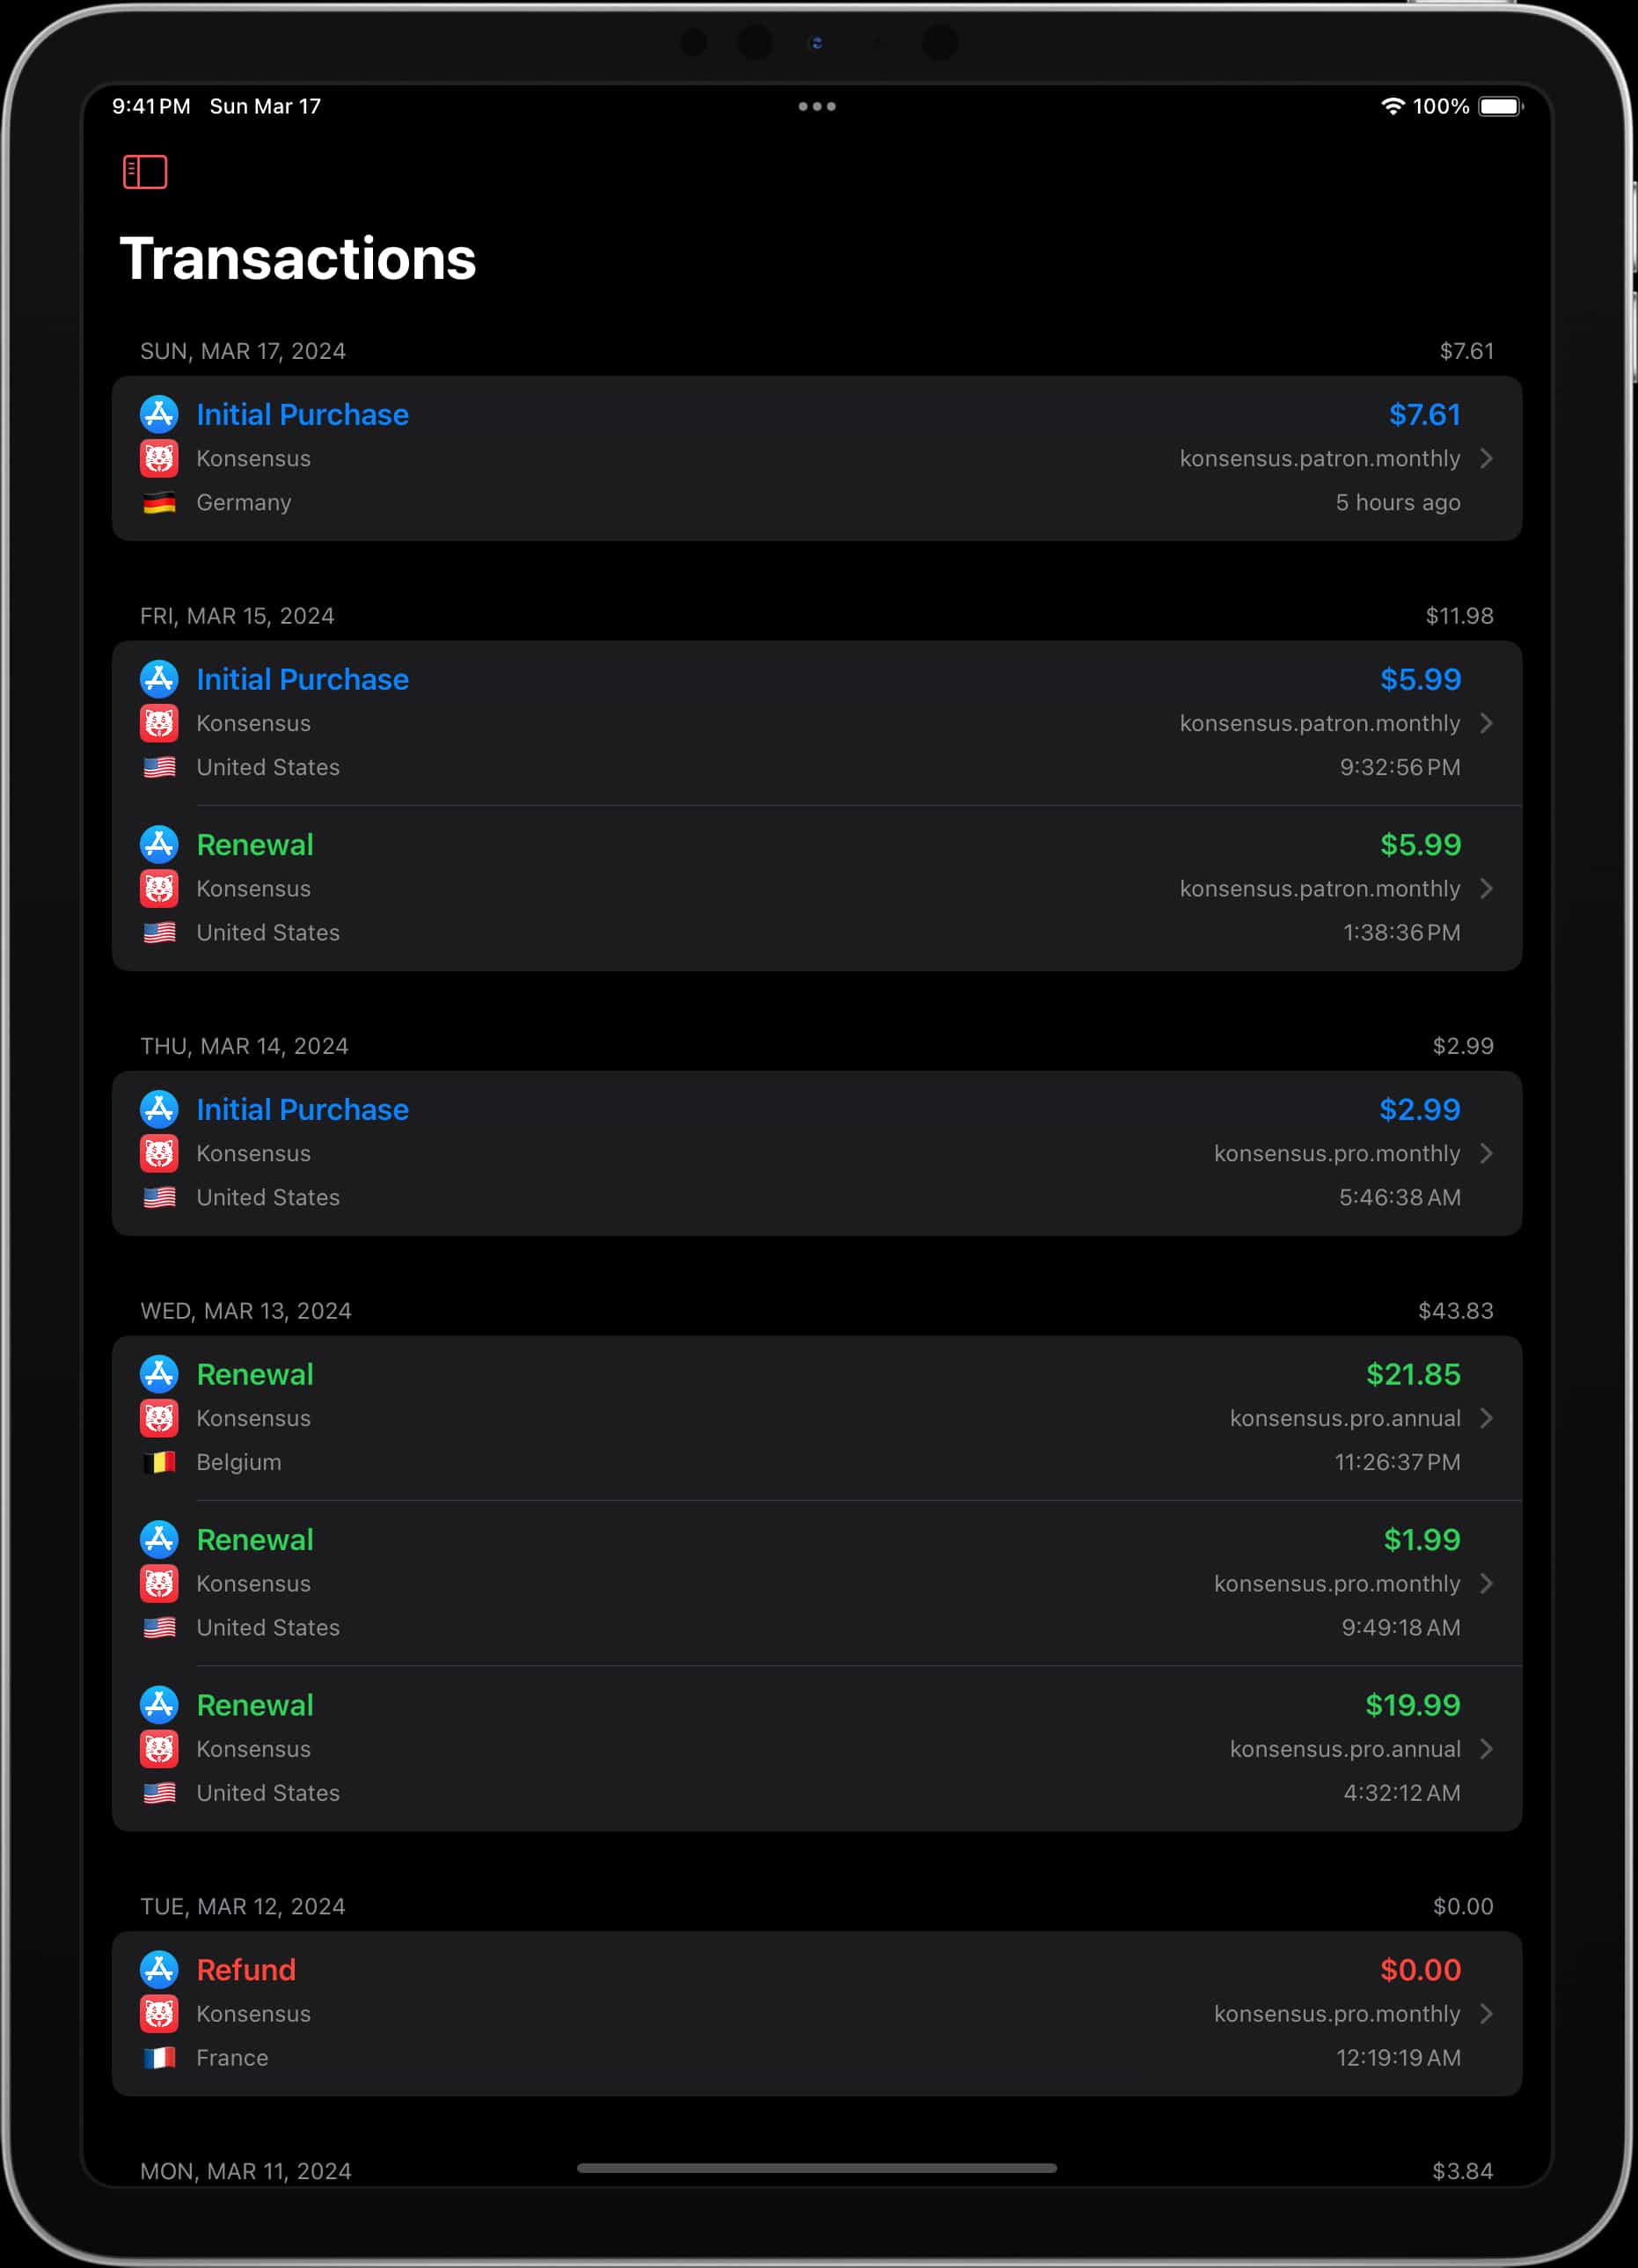 9:41 PM Sun Mar 17 100%
Transactions
SUN, MAR 17, 2024 $7.61
Initial Purchase $7.61
Konsensus konsensus.patron.monthly
Germany 5 hours ago
FRI, MAR 15, 2024 $11.98
Initial Purchase $5.99
Konsensus konsensus.patron.monthly
United States 9:32:56 PM
Renewal $5.99
Konsensus konsensus.patron.monthly
United States 1:38:36 PM
THU, MAR 14, 2024 $2.99
Initial Purchase $2.99
Konsensus konsensus.pro.monthly
United States 5:46:38 AM
WED, MAR 13, 2024 $43.83
Renewal $21.85
Konsensus konsensus.pro.annual
Belgium 11:26:37 PM
Renewal $1.99
Konsensus konsensus.pro.monthly
United States 9:49:18 AM
Renewal $19.99
Konsensus konsensus.pro.annual
United States 4:32:12 AM
TUE, MAR 12, 2024 $0.00
Refund $0.00
Konsensus konsensus.pro.monthly
France 12:19:19 AM
MON, MAR 11, 2024 $3.84